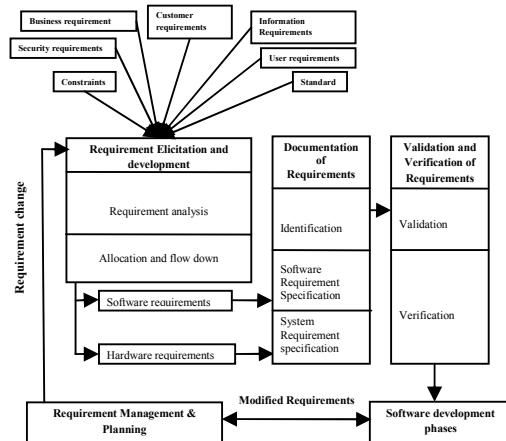 Business requirement
Customer
requirements
Information
Requirements
Security requirements
User requirements
Constraints
Standard
Requirement Elicitation and
development
Requirement analysis
Allocation and flow down
Software requirements
Hardware requirements
Documentation
of
Requirements
Identification
Software
Requirement
Specification
System
Requirement
specification
Validation and
Verification of
Requirements
Validation
Verification
Requirement change
Requirement Management &
Planning
Modified Requirements
Software development
phases